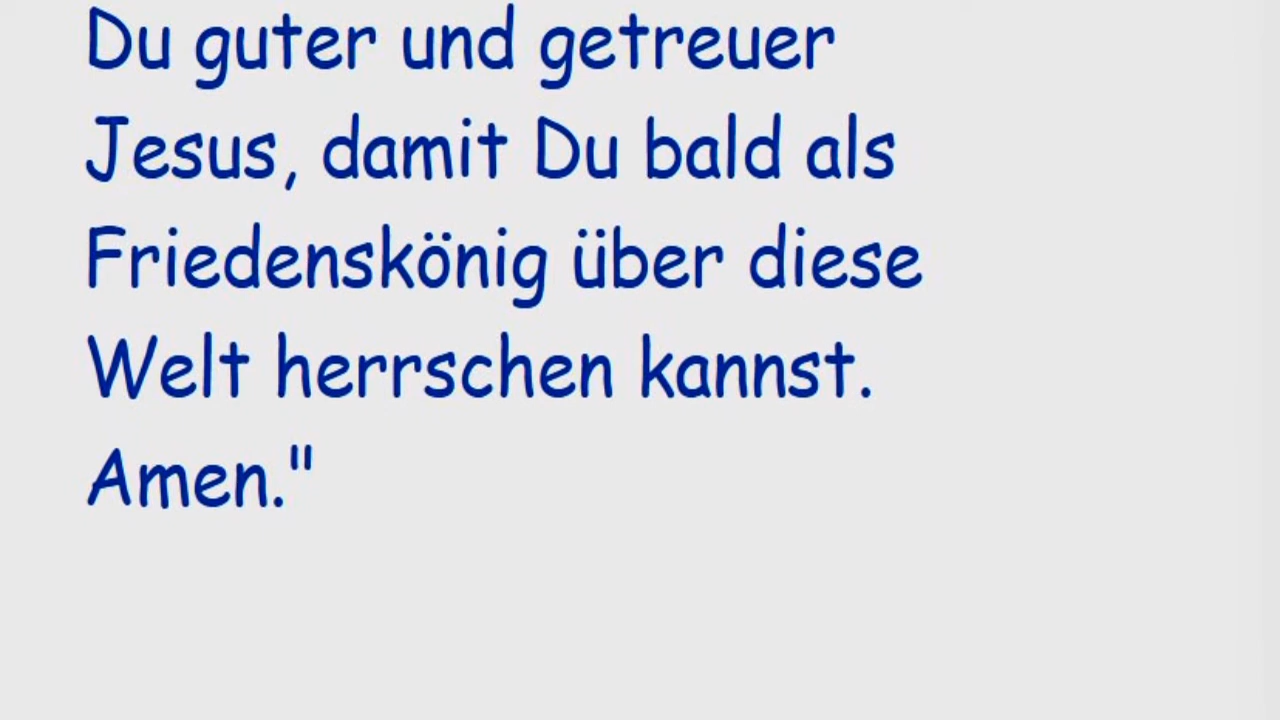 Du guter und getreuer
Jesus, damit Du bald als
Friedenskönig über diese
Welt herrschen kannst.
Amen."